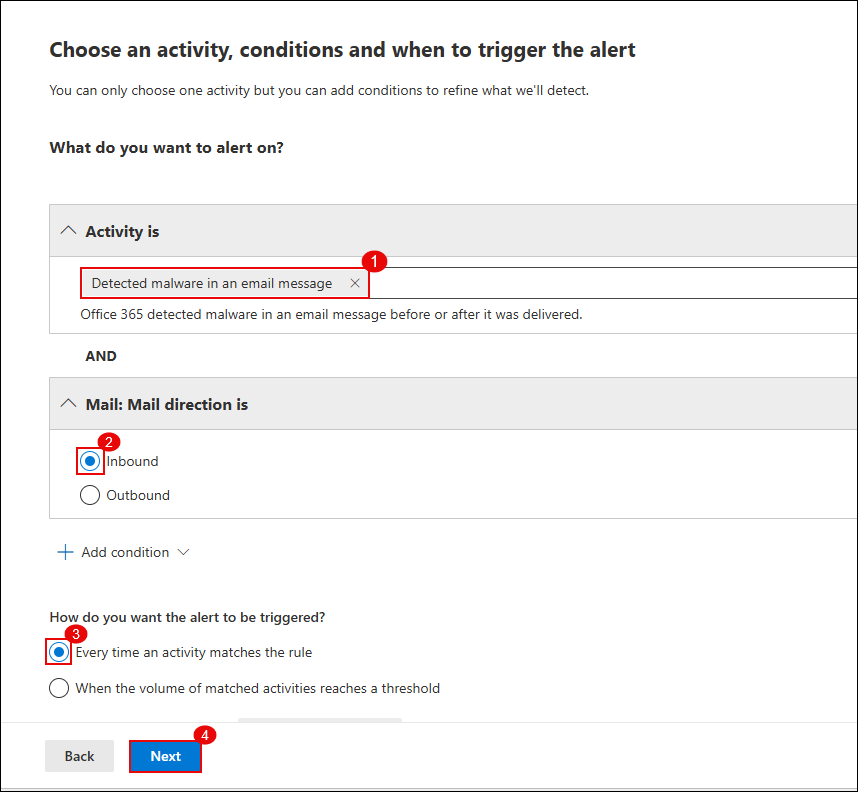 Choose an activity, conditions and when to trigger the alert
You can only choose one activity but you can add conditions to refine what we'll detect.
What do you want to alert on?
Activity is
1
Detected malware in an email message
Office 365 detected malware in an email message before or after it was delivered.
AND
Mail: Mail direction is
2
Inbound
Outbound
Add condition
How do you want the alert to be triggered?
3
Every time an activity matches the rule
When the volume of matched activities reaches a threshold
4
Back Next